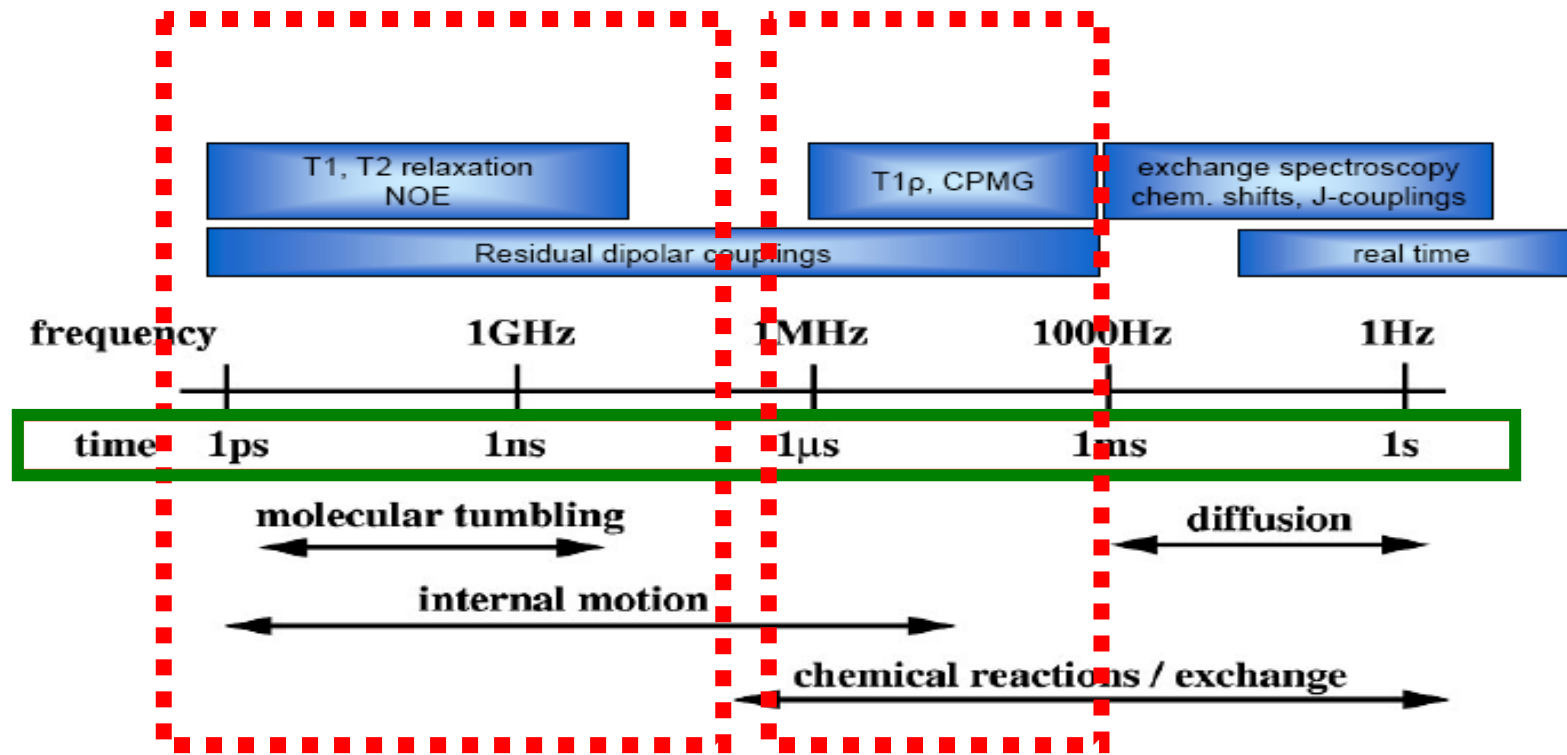 T1, T2 relaxation
NOE
T1ρ, CPMG
exchange spectroscopy
chem. shifts, J-couplings
Residual dipolar couplings
real time
frequency 1GHz 1MHz 1000Hz 1Hz
time 1ps 1ns 1μs 1ms 1s
molecular tumbling
diffusion
internal motion
chemical reactions / exchange